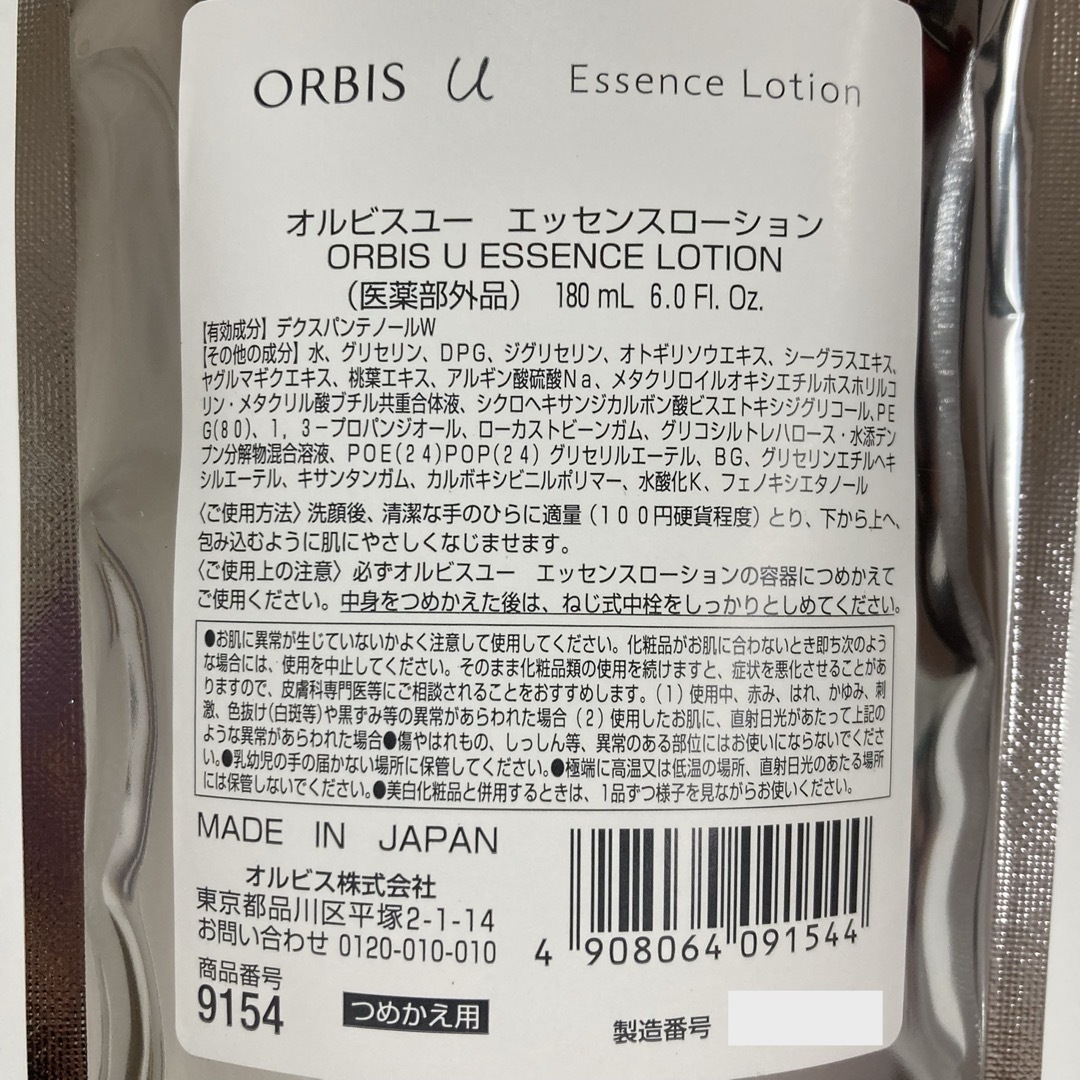 ORBIS u Essence Lotion
オルビスユー　エッセンスローション
ORBIS U ESSENCE LOTION
（医薬部外品）　180 mL  6.0 Fl. Oz.
【有効成分】デクスパンテノールW
【その他の成分】水、グリセリン、DPG、ジグリセリン、オトギリソウエキス、シーグラスエキス、
ヤグルマギクエキス、桃葉エキス、アルギン酸硫酸Na、メタクリロイルオキシエチルホスホリルコ
リン・メタクリル酸ブチル共重合体液、シクロヘキサンジカルボン酸ビスエトキシジグリコール、PE
G(80)、1，3－プロパンジオール、ローカストビーンガム、グリコシルトレハロース・水添デン
プン分解物混合溶液、POE(24)POP(24)グリセリルエーテル、BG、グリセリンエチルヘキ
シルエーテル、キサンタンガム、カルボキシビニルポリマー、水酸化K、フェノキシエタノール
〈ご使用方法〉洗顔後、清潔な手のひらに適量（１００円硬貨程度）とり、下から上へ、
包み込むように肌にやさしくなじませます。
〈ご使用上の注意〉必ずオルビスユー　エッセンスローションの容器につめかえて
ご使用ください。中身をつめかえた後は、ねじ式中栓をしっかりとしめてください。
●お肌に異常が生じていないかよく注意して使用してください。化粧品がお肌に合わないとき即ち次のよう
な場合には、使用を中止してください。そのまま化粧品類の使用を続けますと、症状を悪化させることがあ
りますので、皮膚科専門医等にご相談されることをおすすめします。（1）使用中、赤み、はれ、かゆみ、刺
激、色抜け(白斑等)や黒ずみ等の異常があらわれた場合（2）使用したお肌に、直射日光があたって上記の
ような異常があらわれた場合●傷やはれもの、しっしん等、異常のある部位にはお使いにならないでくださ
い。●乳幼児の手の届かない場所に保管してください。●極端に高温又は低温の場所、直射日光のあたる場所
には保管しないでください。●美白化粧品と併用するときは、1品ずつ様子を見ながらお使いください。
MADE IN JAPAN
オルビス株式会社
東京都品川区平塚2-1-14
お問い合わせ 0120-010-010
商品番号
9154
つめかえ用
4 908064 091544
製造番号